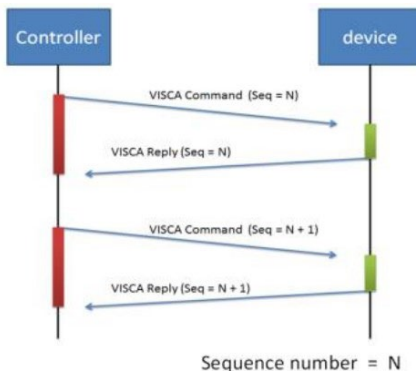 Controller
device
VISCA Command (Seq = N)
VISCA Reply (Seq = N)
VISCA Command (Seq = N + 1)
VISCA Reply (Seq = N + 1)
Sequence number = N